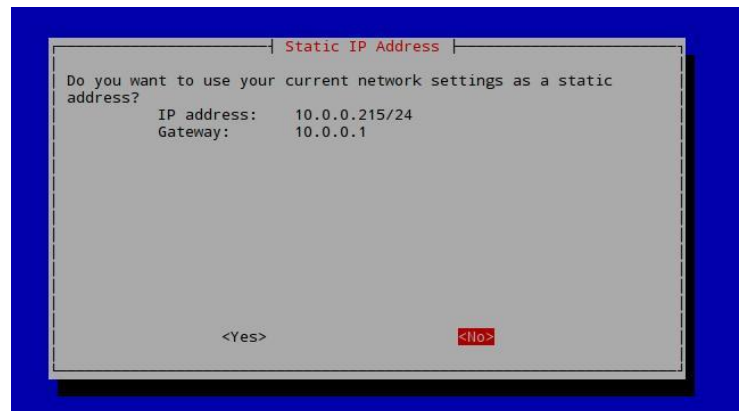 Static IP Address
Do you want to use your current network settings as a static
address?
IP address: 10.0.0.215/24
Gateway: 10.0.0.1
<Yes> <No>